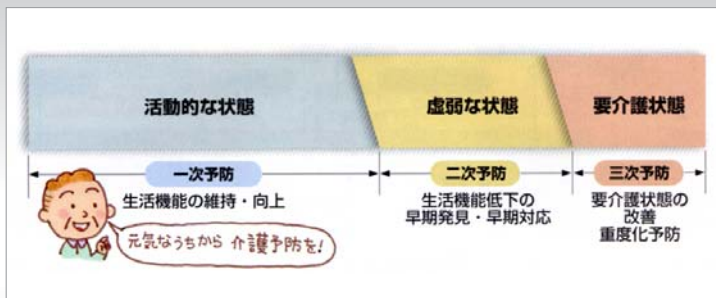 活動的な状態
虚弱な状態
要介護状態
一次予防
生活機能の維持・向上
二次予防
生活機能低下の
早期発見・早期対応
三次予防
要介護状態の
改善
重度化予防
元気なうちから 介護予防を!